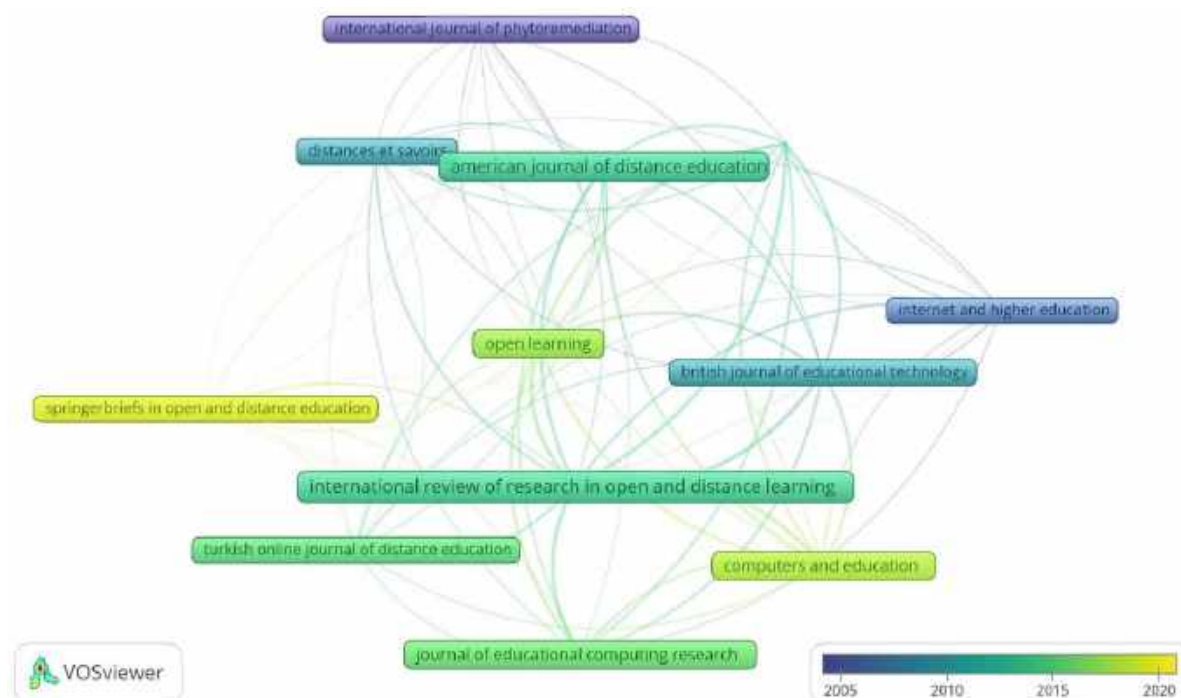 international journal of phytoremediation
distances et savoirs
american journal of distance education
internet and higher education
open learning
british journal of educational technology
springerbriefs in open and distance education
international review of research in open and distance learning
turkish online journal of distance education
computers and education
journal of educational computing research
VOSviewer
2005 2010 2015 2020